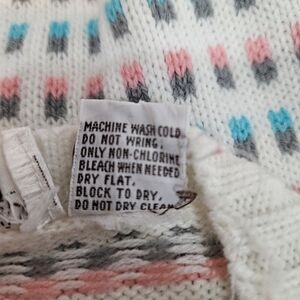 MACHINE WASH COLD
DO NOT WRING.
ONLY NON-CHLORINE
BLEACH WHEN NEEDED
DRY FLAT.
BLOCK TO DRY.
DO NOT DRY CLEAN